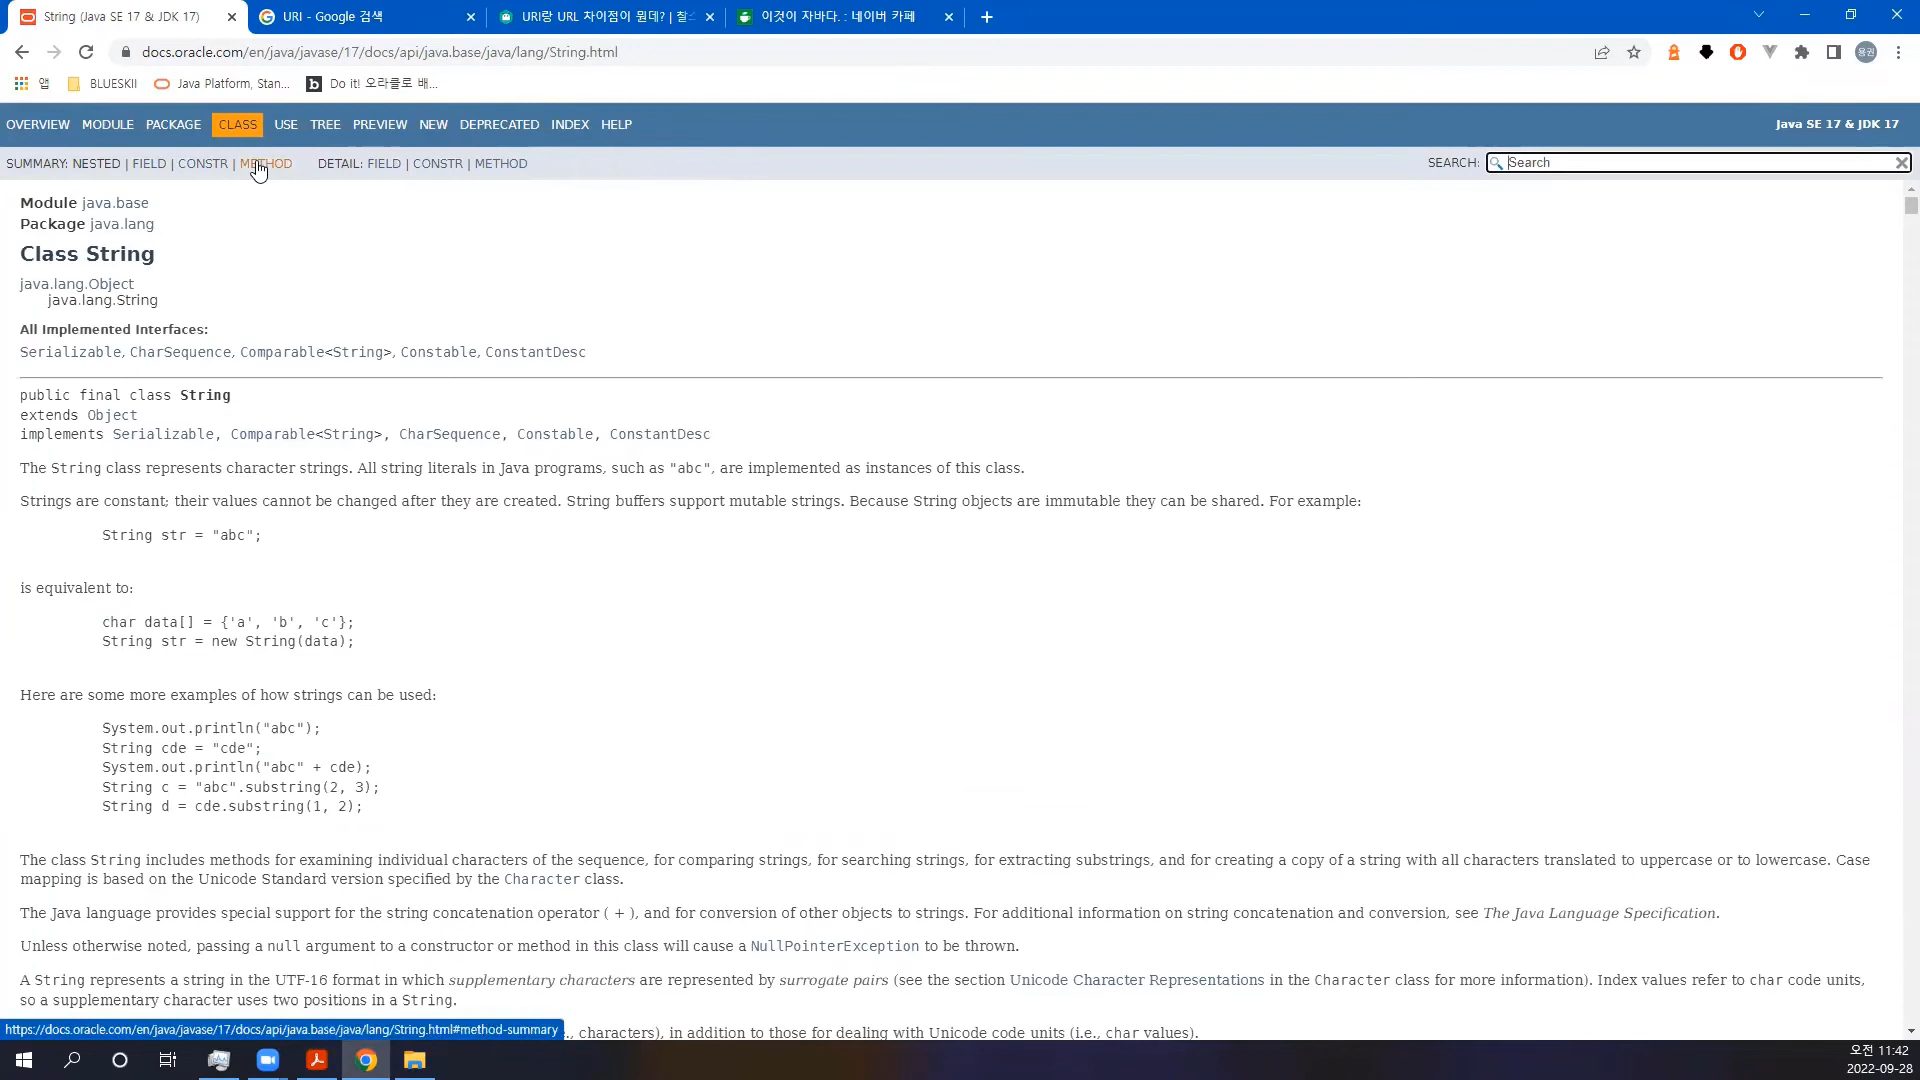 String (Java SE 17 & JDK 17)
URI - Google 검색
URI랑 URL 차이점이 뭔데? | 찰스
이것이 자바다. : 네이버 카페
docs.oracle.com/en/java/javase/17/docs/api/java.base/java/lang/String.html
앱
BLUESKII
Java Platform, Stan...
Do it! 오라클로 배...
OVERVIEW MODULE PACKAGE CLASS USE TREE PREVIEW NEW DEPRECATED INDEX HELP
Java SE 17 & JDK 17
SUMMARY: NESTED | FIELD | CONSTR | METHOD DETAIL: FIELD | CONSTR | METHOD
SEARCH: Search
Module java.base
Package java.lang
Class String
java.lang.Object
java.lang.String
All Implemented Interfaces:
Serializable, CharSequence, Comparable<String>, Constable, ConstantDesc
public final class String
extends Object
implements Serializable, Comparable<String>, CharSequence, Constable, ConstantDesc
The String class represents character strings. All string literals in Java programs, such as "abc", are implemented as instances of this class.
Strings are constant; their values cannot be changed after they are created. String buffers support mutable strings. Because String objects are immutable they can be shared. For example:
String str = "abc";
is equivalent to:
char data[] = {'a', 'b', 'c'};
String str = new String(data);
Here are some more examples of how strings can be used:
System.out.println("abc");
String cde = "cde";
System.out.println("abc" + cde);
String c = "abc".substring(2, 3);
String d = cde.substring(1, 2);
The class String includes methods for examining individual characters of the sequence, for comparing strings, for searching strings, for extracting substrings, and for creating a copy of a string with all characters translated to uppercase or to lowercase. Case
mapping is based on the Unicode Standard version specified by the Character class.
The Java language provides special support for the string concatenation operator ( + ), and for conversion of other objects to strings. For additional information on string concatenation and conversion, see The Java Language Specification.
Unless otherwise noted, passing a null argument to a constructor or method in this class will cause a NullPointerException to be thrown.
A String represents a string in the UTF-16 format in which supplementary characters are represented by surrogate pairs (see the section Unicode Character Representations in the Character class for more information). Index values refer to char code units,
so a supplementary character uses two positions in a String.
https://docs.oracle.com/en/java/javase/17/docs/api/java.base/java/lang/String.html#method-summary
., characters), in addition to those for dealing with Unicode code units (i.e., char values).
오전 11:42
2022-09-28